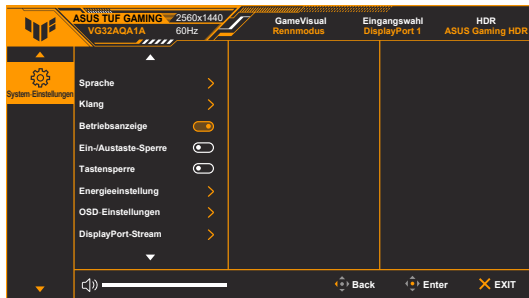 ASUS TUF GAMING 2560x1440
VG32AQA1A 60Hz
GameVisual
Rennmodus
Eingangswahl
DisplayPort 1
HDR
ASUS Gaming HDR
System-Einstellungen
Sprache
Klang
Betriebsanzeige
Ein-/Austaste-Sperre
Tastensperre
Energieeinstellung
OSD-Einstellungen
DisplayPort-Stream
Back
Enter
EXIT